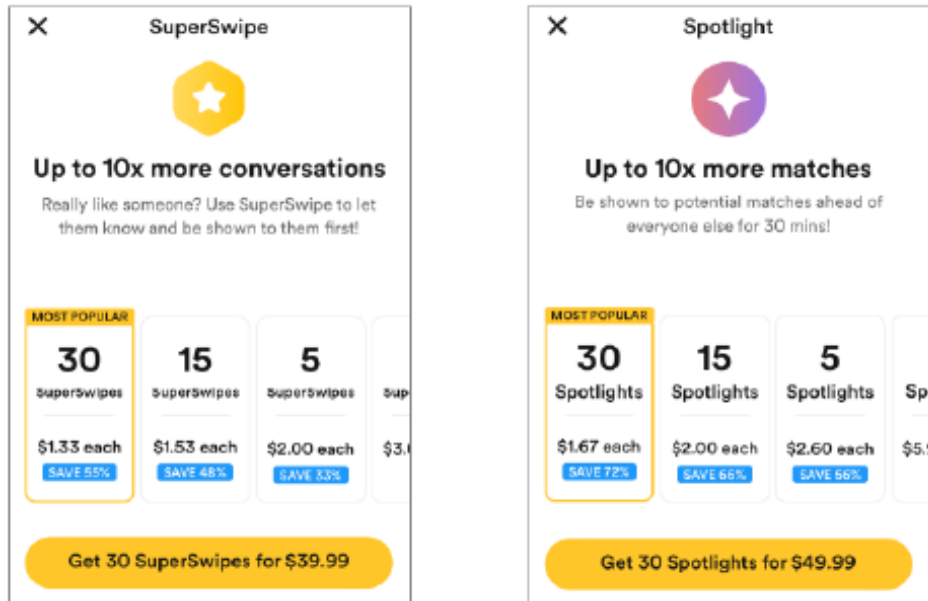 SuperSwipe
Up to 10x more conversations
Really like someone? Use SuperSwipe to let
them know and be shown to them first!
MOST POPULAR
30
SuperSwipes
$1.33 each
SAVE 55%
15
SuperSwipes
$1.53 each
SAVE 48%
5
SuperSwipes
$2.00 each
SAVE 33%
Get 30 SuperSwipes for $39.99
Spotlight
Up to 10x more matches
Be shown to potential matches ahead of
everyone else for 30 mins!
MOST POPULAR
30
Spotlights
$1.67 each
SAVE 72%
15
Spotlights
$2.00 each
SAVE 66%
5
Spotlights
$2.60 each
SAVE 56%
Get 30 Spotlights for $49.99